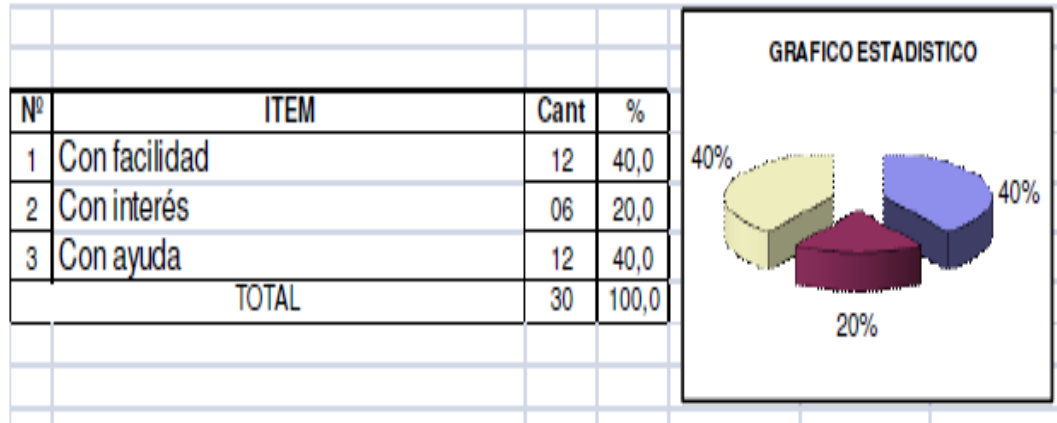 GRAFICO ESTADISTICO
Nº ITEM Cant %
1 Con facilidad 12 40,0
2 Con interés 06 20,0
3 Con ayuda 12 40,0
TOTAL 30 100,0
40%
40%
20%